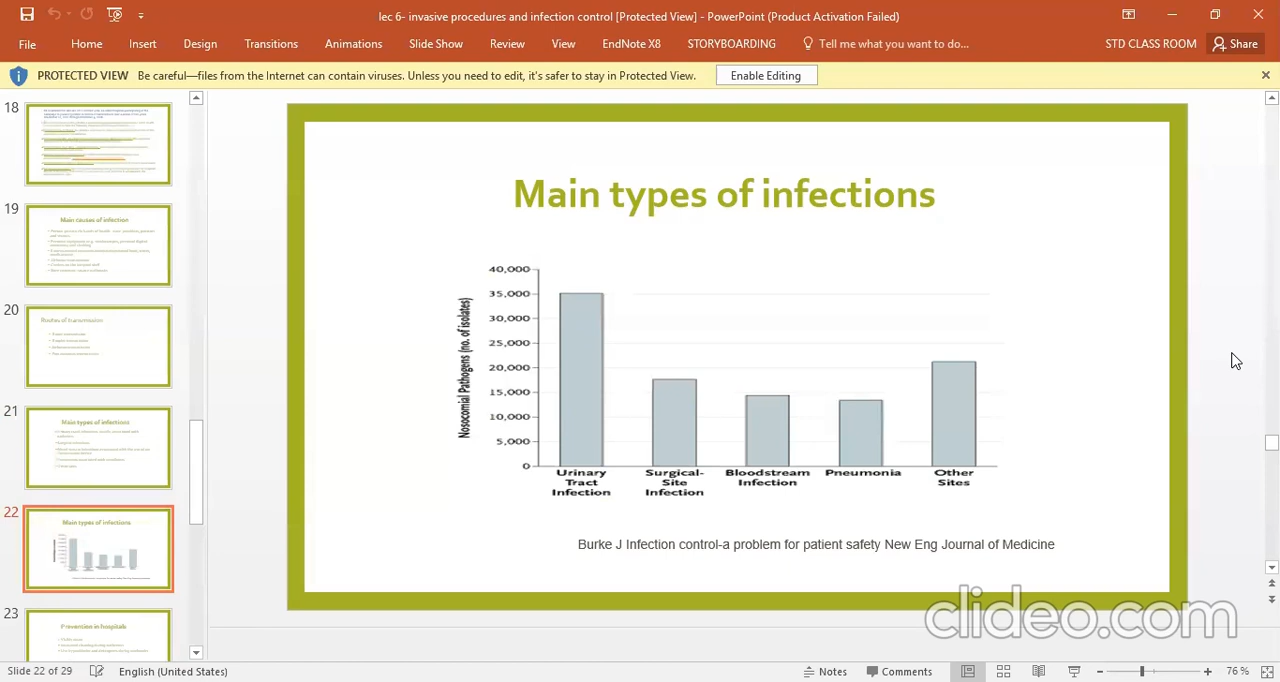 lec 6- invasive procedures and infection control [Protected View] - PowerPoint (Product Activation Failed)
File Home Insert Design Transitions Animations Slide Show Review View EndNote X8 STORYBOARDING Tell me what you want to do... STD CLASS ROOM Share
PROTECTED VIEW Be careful—files from the Internet can contain viruses. Unless you need to edit, it's safer to stay in Protected View. Enable Editing
18
19
Main causes of infection
20
Routes of transmission
21
Main types of infections
22
Main types of infections
23
Prevention in hospitals
Main types of infections
Nosocomial Pathogens (no. of isolates)
40,000
35,000
30,000
25,000
20,000
15,000
10,000
5,000
0
Urinary Tract Infection
Surgical-Site Infection
Bloodstream Infection
Pneumonia
Other Sites
Burke J Infection control-a problem for patient safety New Eng Journal of Medicine
clideo.com
Slide 22 of 29 English (United States) Notes Comments 76 %